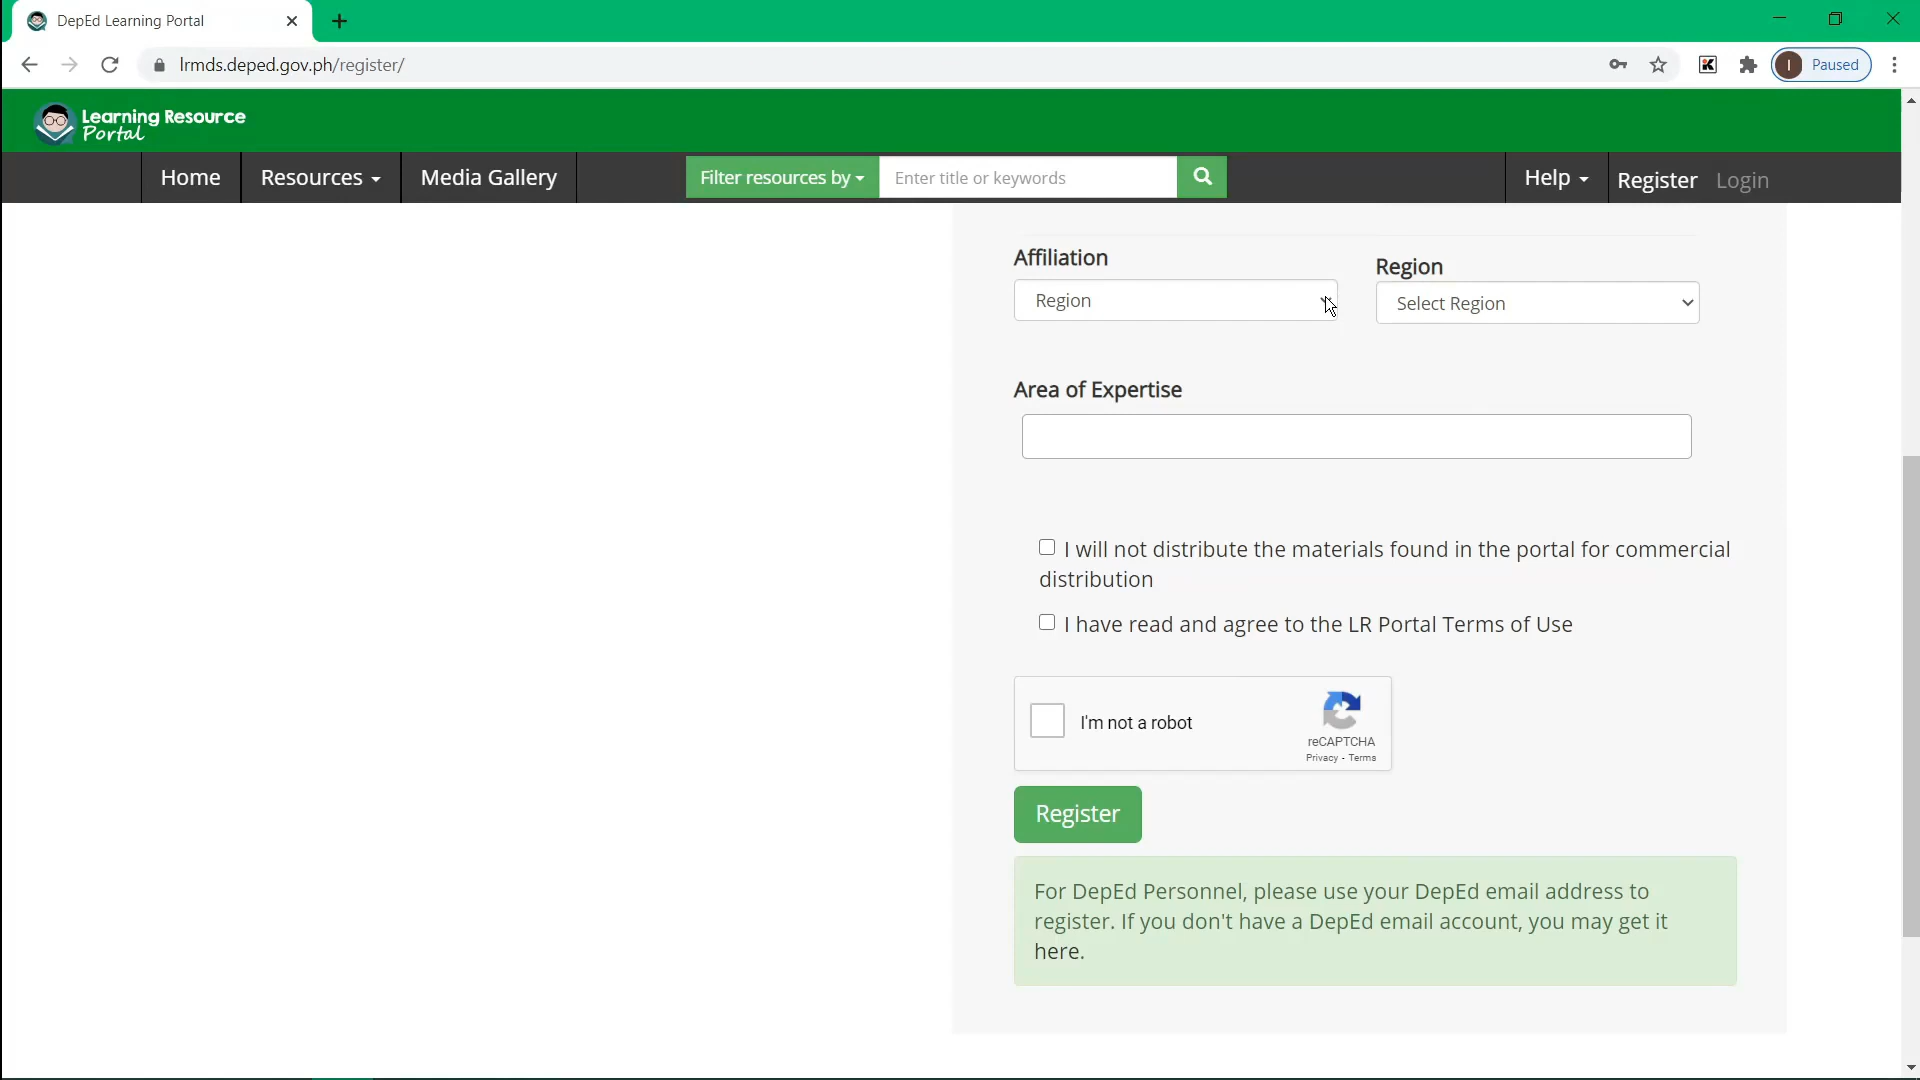 DepEd Learning Portal
lrmds.deped.gov.ph/register/
I
Paused
Learning Resource
Portal
Home
Resources
Media Gallery
Filter resources by
Enter title or keywords
Help
Register
Login
Affiliation
Region
Region
Select Region
Area of Expertise
I will not distribute the materials found in the portal for commercial
distribution
I have read and agree to the LR Portal Terms of Use
I'm not a robot
reCAPTCHA
Privacy - Terms
Register
For DepEd Personnel, please use your DepEd email address to
register. If you don't have a DepEd email account, you may get it
here.